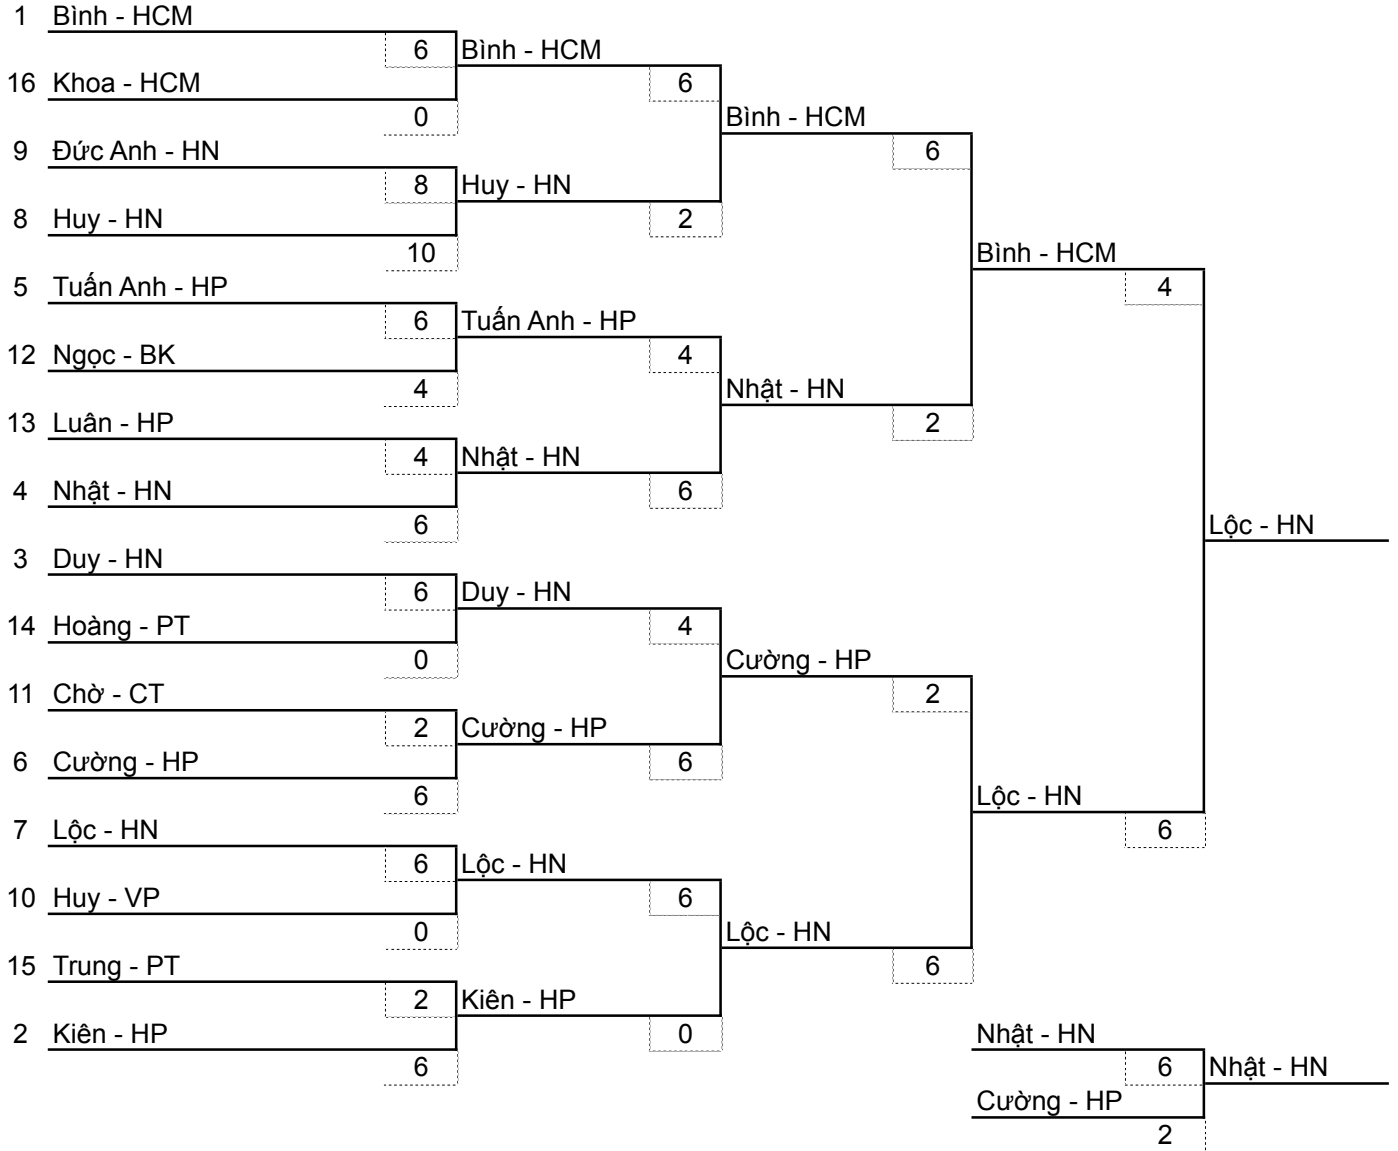 1 Bình - HCM
6 Bình - HCM
16 Khoa - HCM 6
0 Bình - HCM
9 Đức Anh - HN 6
8 Huy - HN
8 Huy - HN 2
10 Bình - HCM
5 Tuấn Anh - HP 4
6 Tuấn Anh - HP
12 Ngọc - BK 4
4 Nhật - HN
13 Luân - HP 2
4 Nhật - HN
4 Nhật - HN 6
6 Lộc - HN
3 Duy - HN
6 Duy - HN
14 Hoàng - PT 4
0 Cường - HP
11 Chờ - CT 2
2 Cường - HP
6 Cường - HP 6
6 Lộc - HN
7 Lộc - HN 6
6 Lộc - HN
10 Huy - VP 6
0 Lộc - HN
15 Trung - PT 6
2 Kiên - HP
2 Kiên - HP 0 Nhật - HN
6 6 Nhật - HN
Cường - HP
2